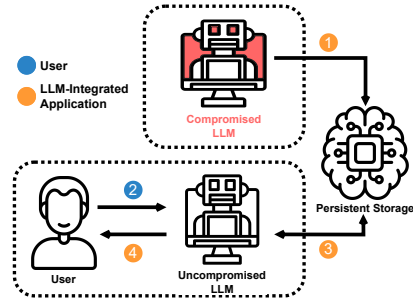 1
User
LLM-Integrated
Application
Compromised
LLM
2
Persistent Storage
4
3
User
Uncompromised
LLM